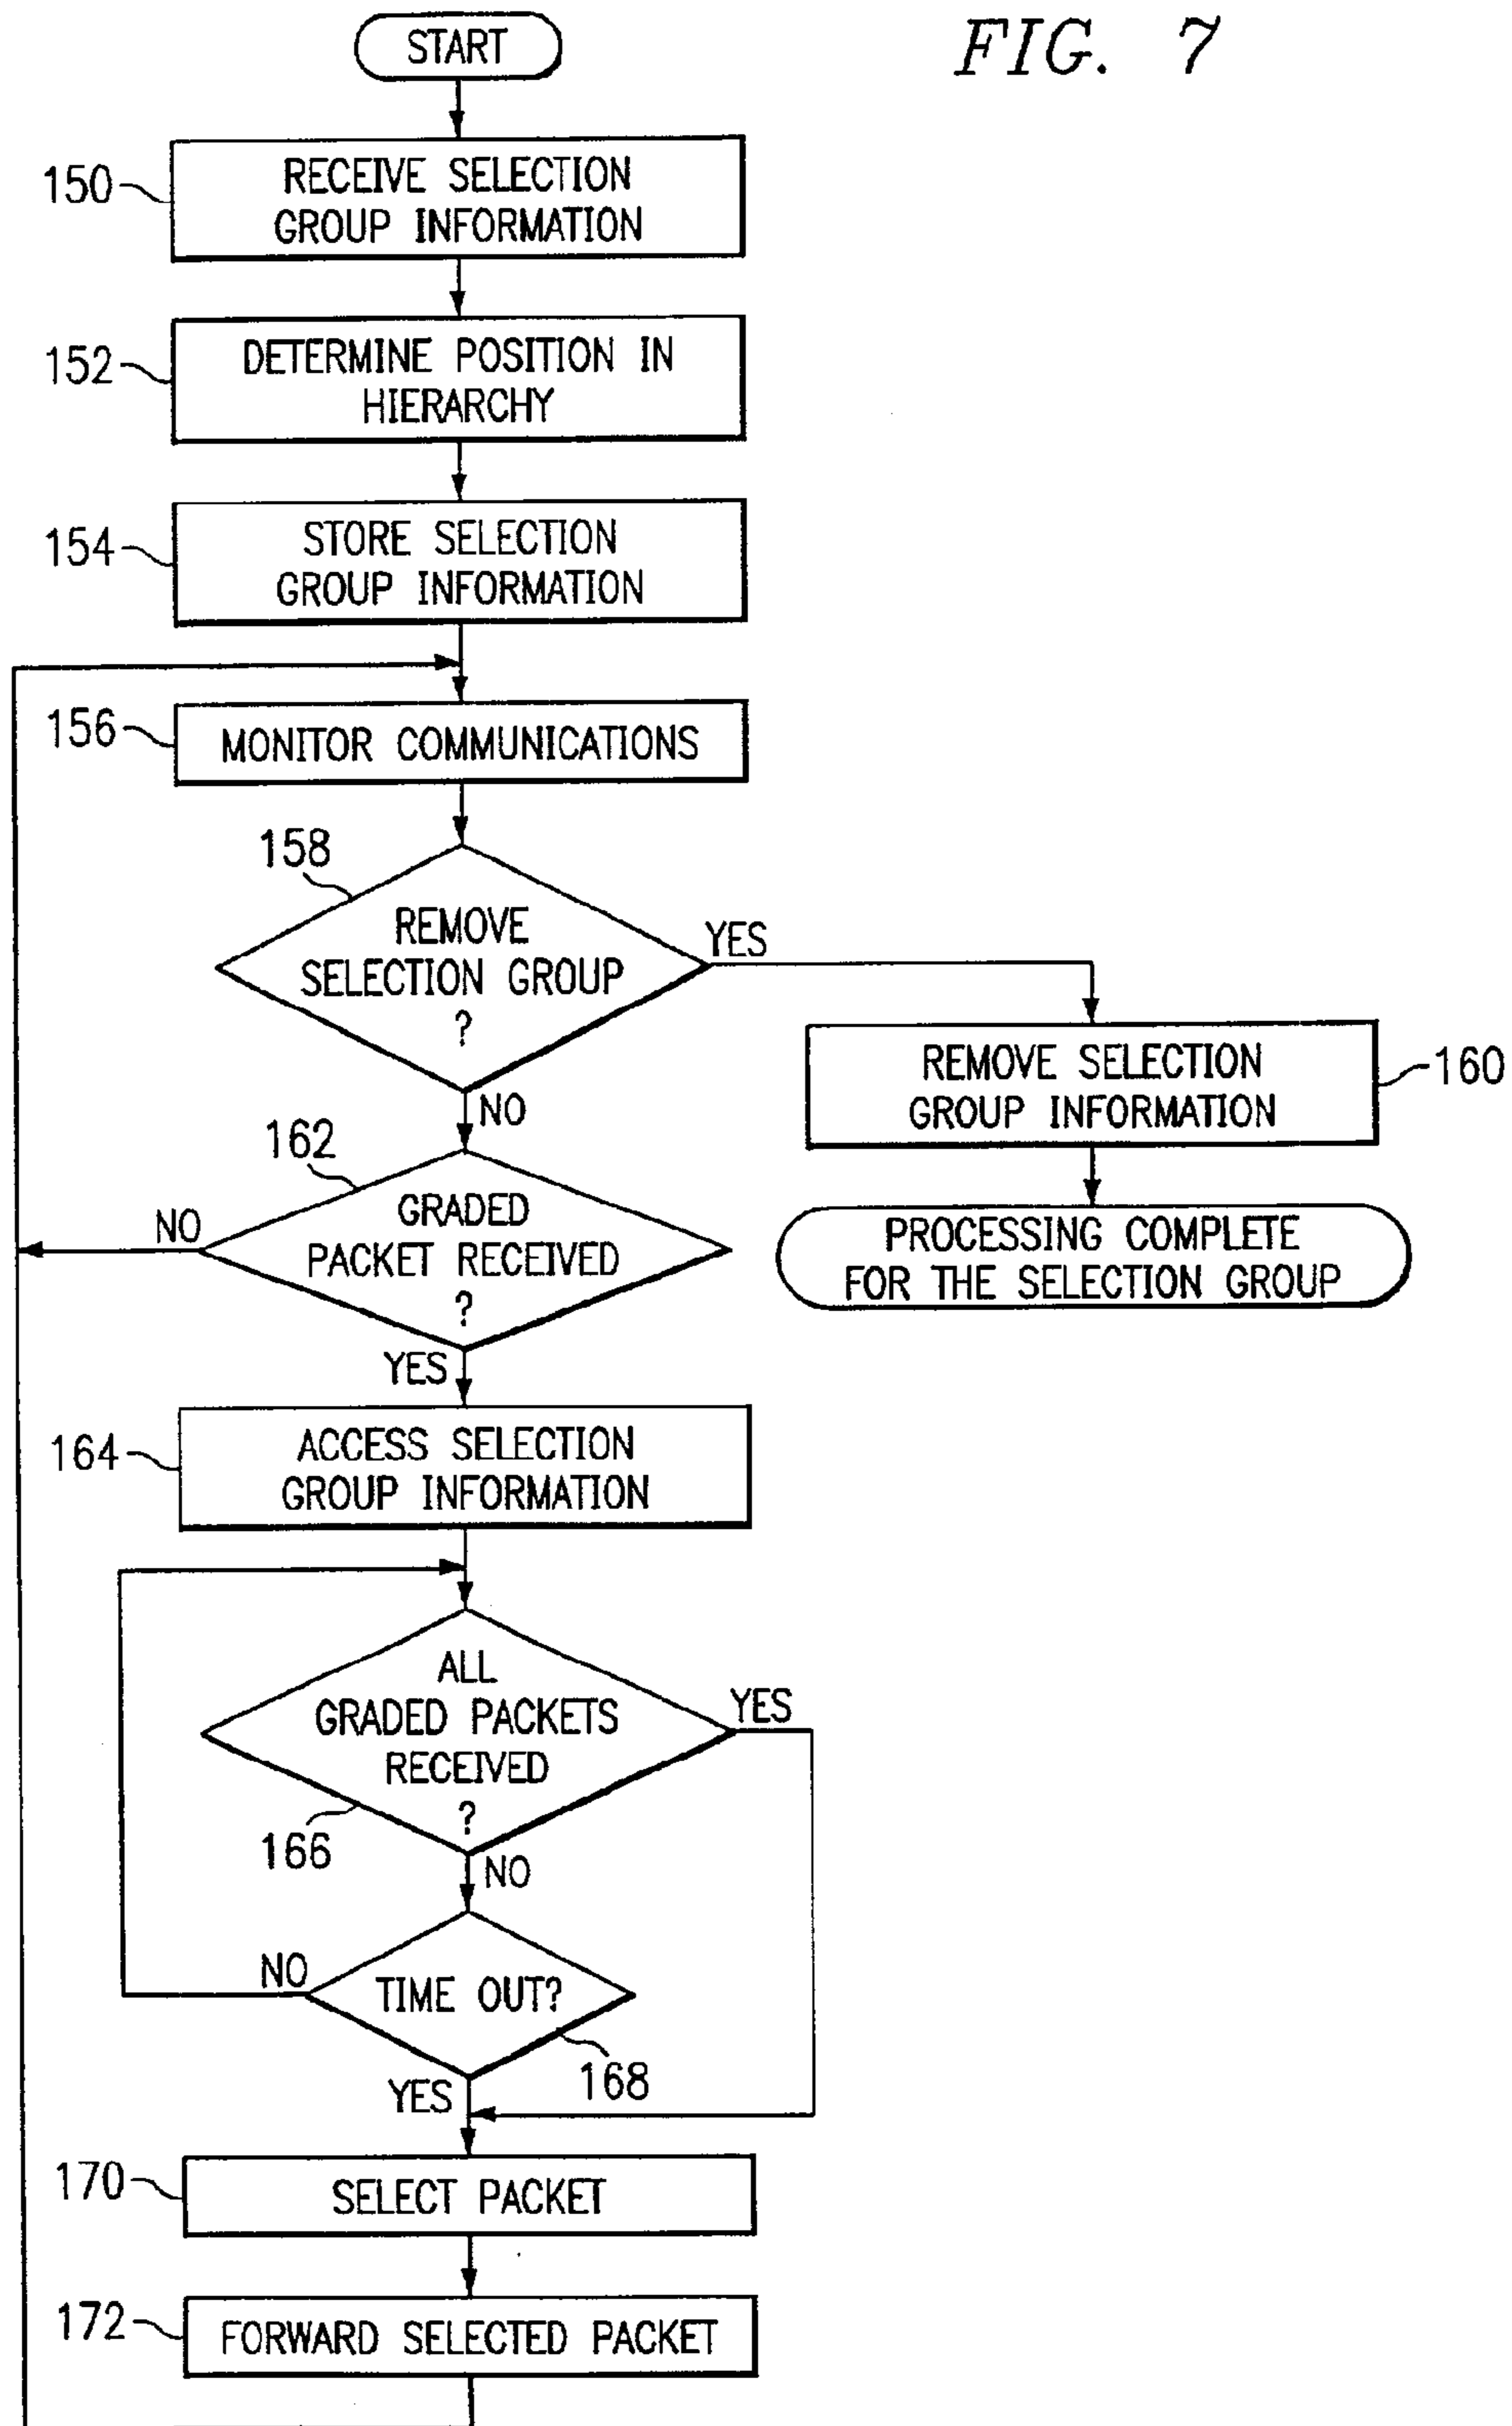 FIG. 7
START
150
RECEIVE SELECTION
GROUP INFORMATION
152
DETERMINE POSITION IN
HIERARCHY
154
STORE SELECTION
GROUP INFORMATION
156
MONITOR COMMUNICATIONS
158
REMOVE
SELECTION GROUP
?
YES
NO
REMOVE SELECTION
GROUP INFORMATION
160
PROCESSING COMPLETE
FOR THE SELECTION GROUP
162
GRADED
PACKET RECEIVED
?
NO
YES
164
ACCESS SELECTION
GROUP INFORMATION
ALL
GRADED PACKETS
RECEIVED
?
YES
166
NO
TIME OUT?
NO
168
YES
170
SELECT PACKET
172
FORWARD SELECTED PACKET